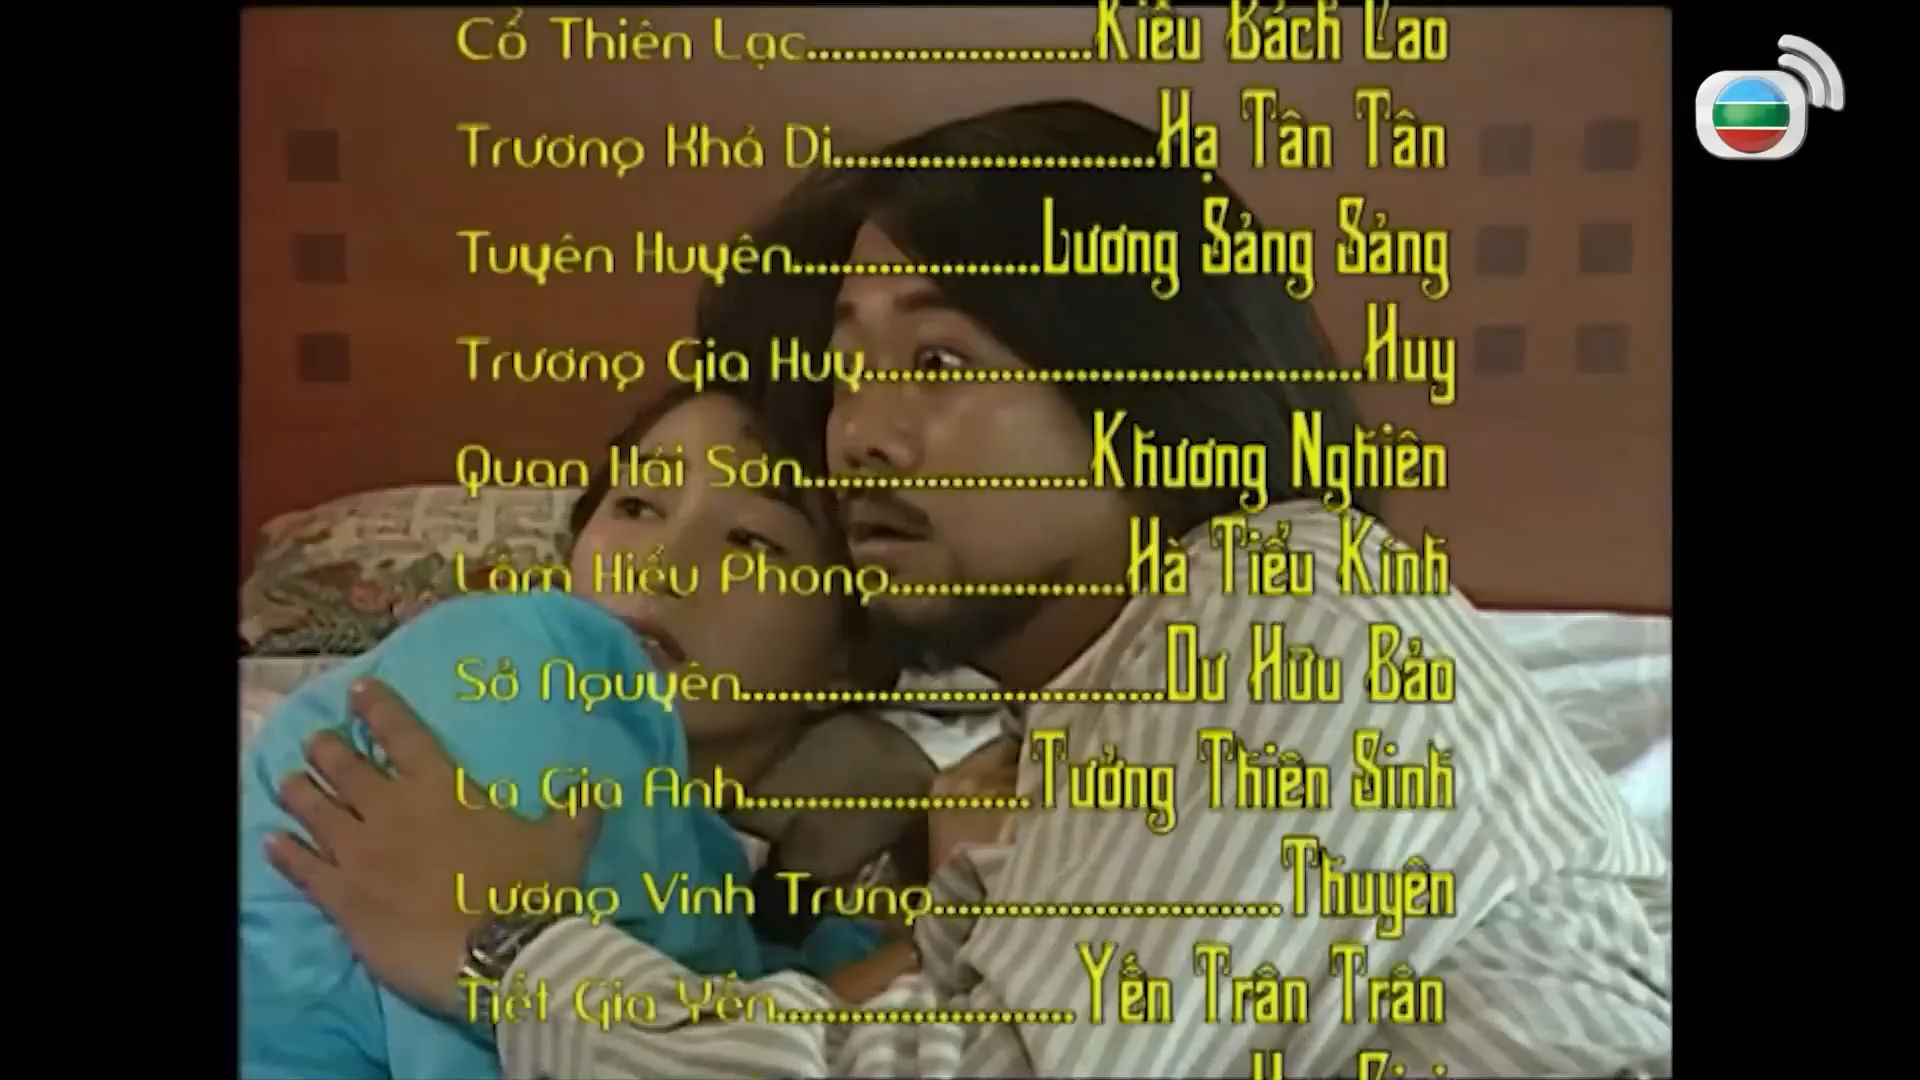 Cổ Thiên Lạc..........................Kiều Bách Cao
Trương Khả Di..........................Hạ Tân Tân
Tuyên Huyên..........................Lương Sảng Sảng
Trương Gia Huy..........................Huy
Quan Hải Sơn..........................Khương Nghiên
Lâm Hiểu Phong..........................Hà Tiểu Kính
Sở Nguyên..........................Dư Hữu Bảo
La Gia Anh..........................Tưởng Thiên Sinh
Lương Vinh Trung..........................Thuyên
Tiết Gia Yến..........................Yến Trân Trân